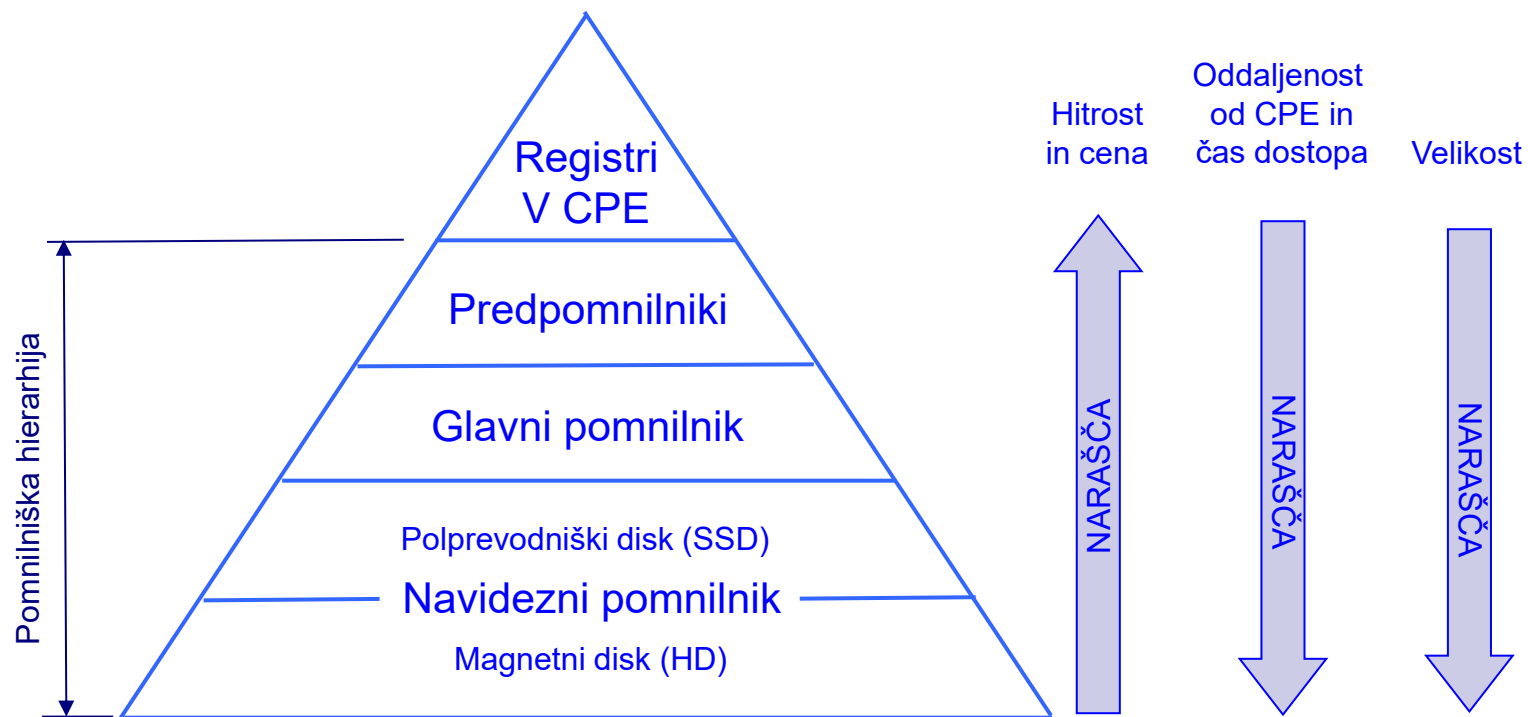 Registri
V CPE
Predpomnilniki
Glavni pomnilnik
Polprevodniški disk (SSD)
Navidezni pomnilnik
Magnetni disk (HD)
Pomnilniška hierarhija
Hitrost
in cena
NARAŠČA
Oddaljenost
od CPE in
čas dostopa
NARAŠČA
Velikost
NARAŠČA